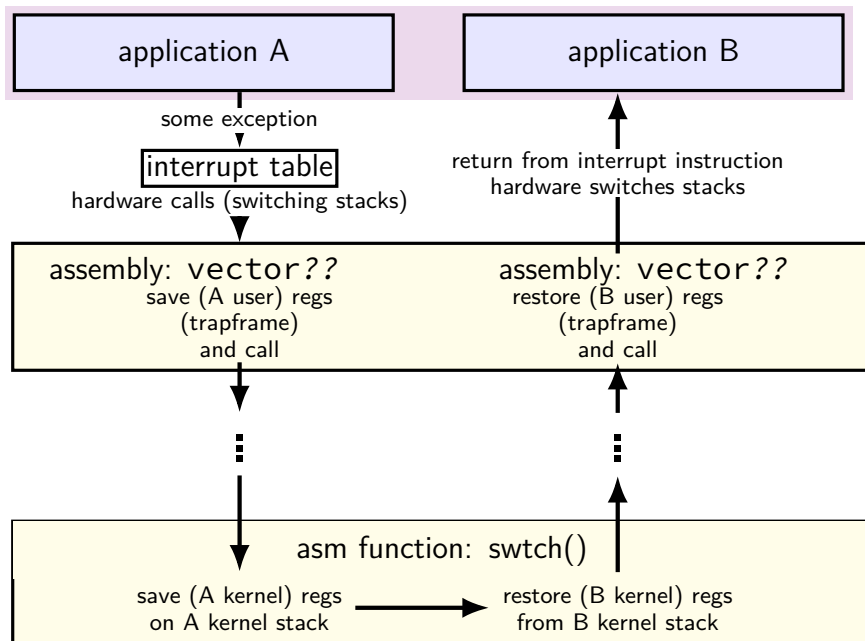 application A
application B
some exception
interrupt table
hardware calls (switching stacks)
return from interrupt instruction
hardware switches stacks
assembly: vector??
save (A user) regs
(trapframe)
and call
assembly: vector??
restore (B user) regs
(trapframe)
and call
asm function: swtch()
save (A kernel) regs
on A kernel stack
restore (B kernel) regs
from B kernel stack